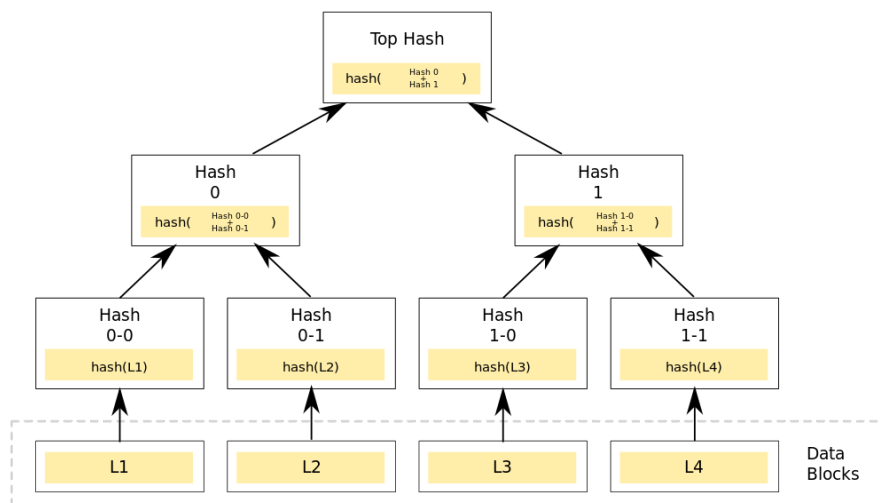 Top Hash
hash( Hash 0 + Hash 1 )
Hash
0
hash( Hash 0-0 + Hash 0-1 )
Hash
1
hash( Hash 1-0 + Hash 1-1 )
Hash
0-0
hash(L1)
Hash
0-1
hash(L2)
Hash
1-0
hash(L3)
Hash
1-1
hash(L4)
L1
L2
L3
L4
Data
Blocks